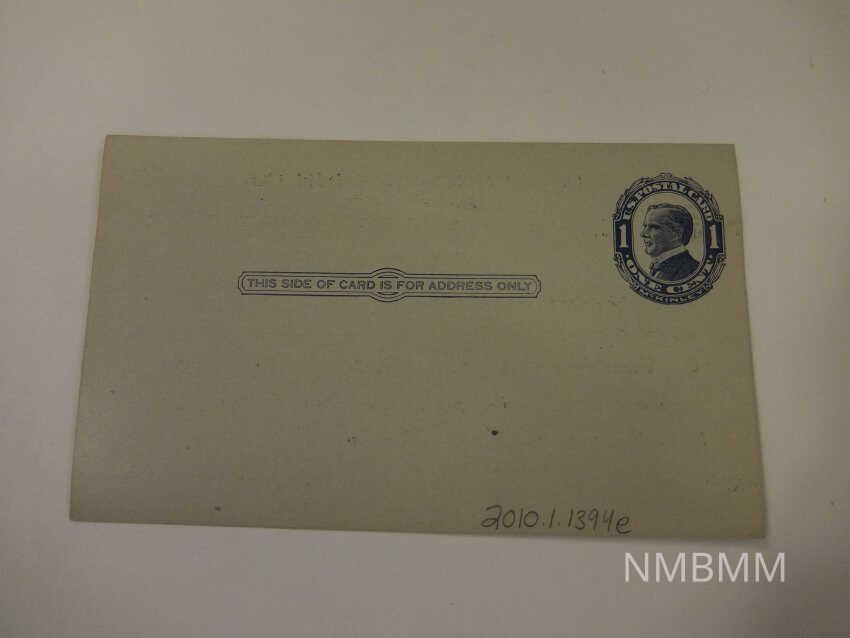 U.S. POSTAL CARD
1 1
ONE CENT
McKINLEY
THIS SIDE OF CARD IS FOR ADDRESS ONLY
2010.1.1394e
NMBMM